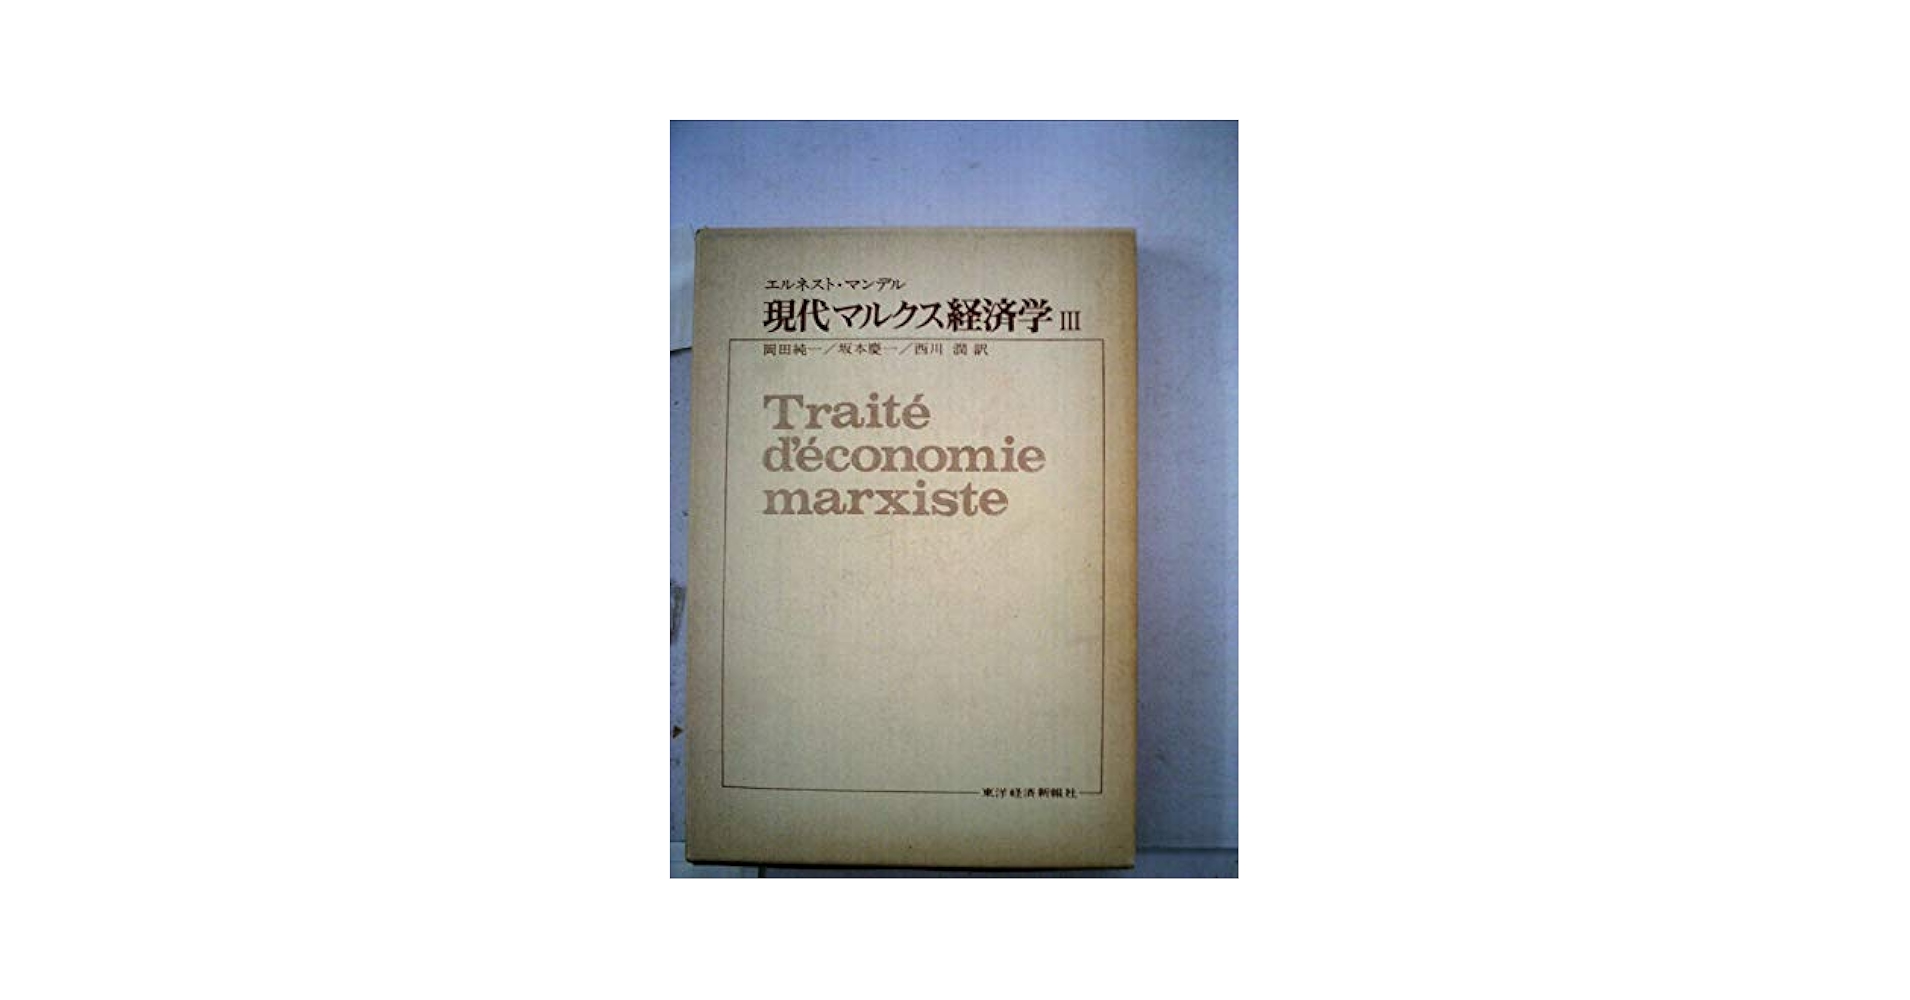 エルネスト・マンデル
現代マルクス経済学 III
岡田純一／坂本慶一／西川 潤 訳
Traité
d'économie
marxiste
東洋経済新報社